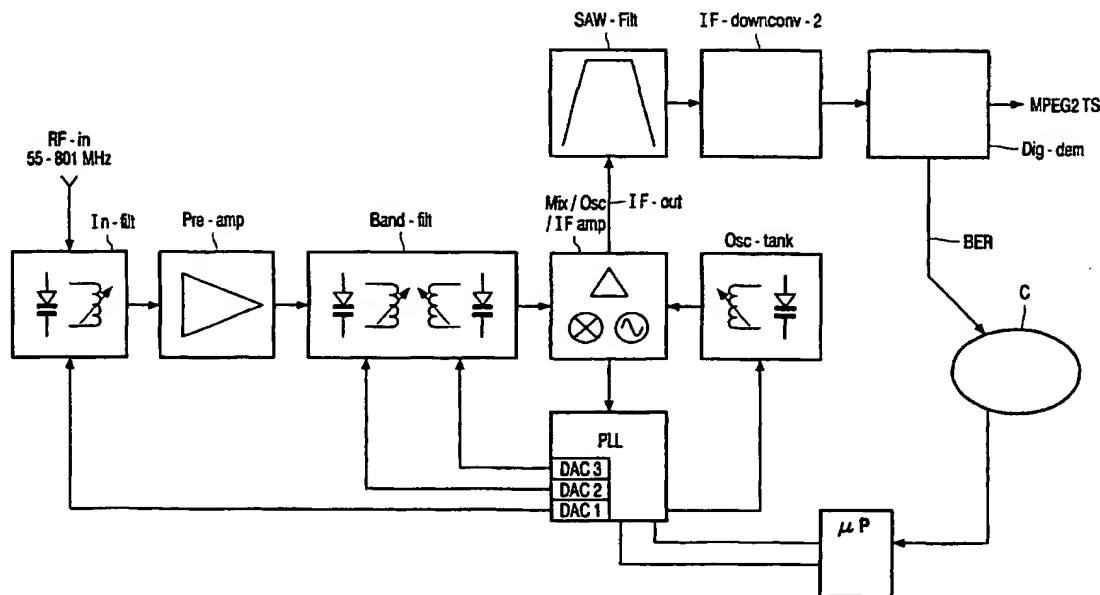 SAW - Filt
IF - downconv - 2
MPEG2 TS
Dig - dem
RF - in
55 - 801 MHz
In - filt
Pre - amp
Band - filt
Mix / Osc
/ IF amp
IF - out
Osc - tank
BER
C
PLL
DAC 3
DAC 2
DAC 1
μP